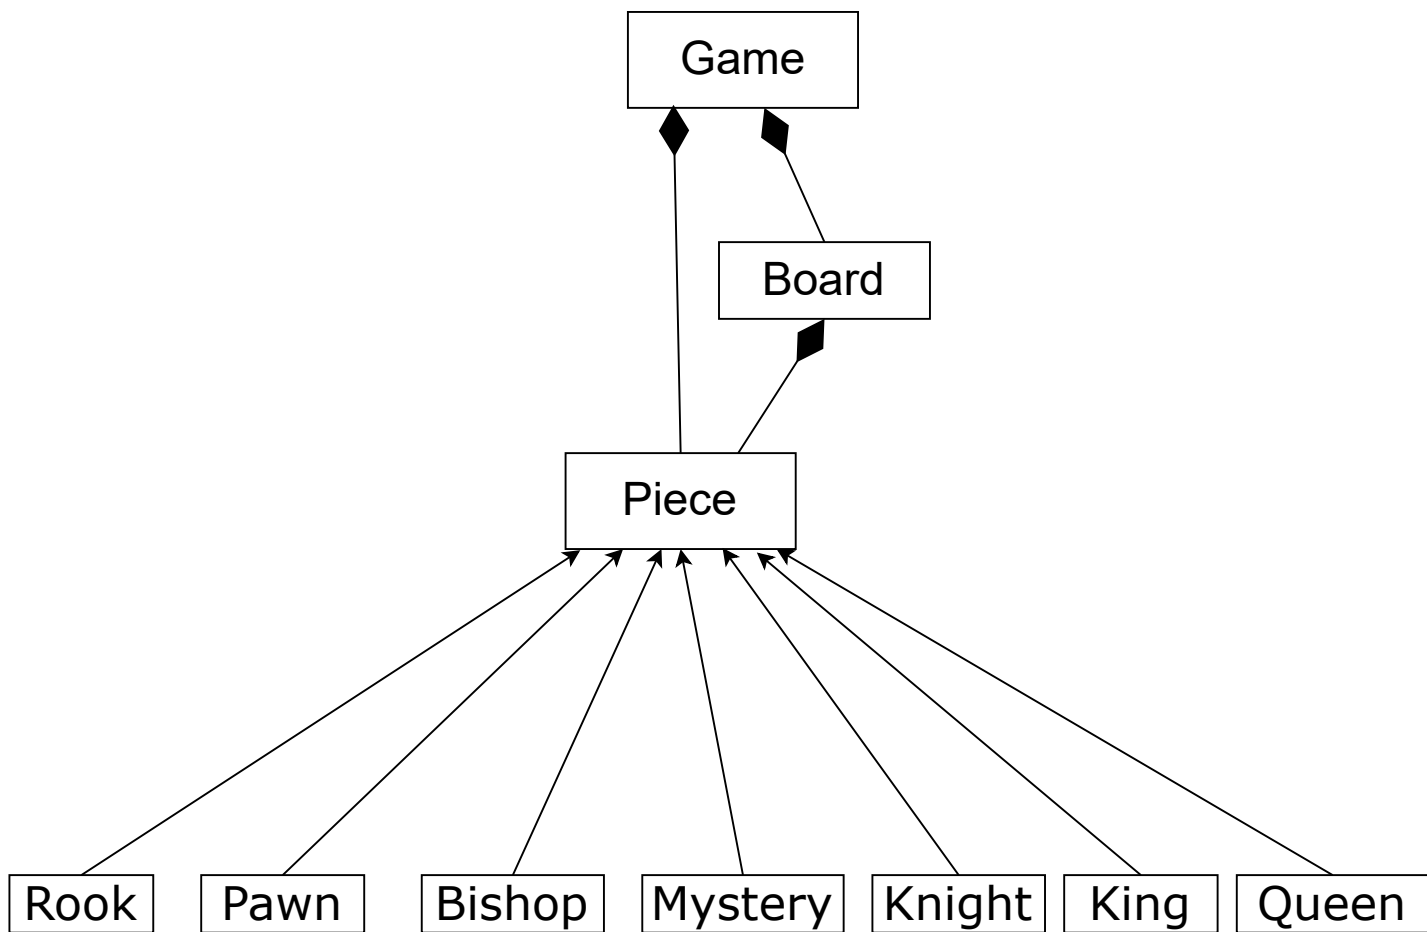 Game
Board
Piece
Rook
Pawn
Bishop
Mystery
Knight
King
Queen